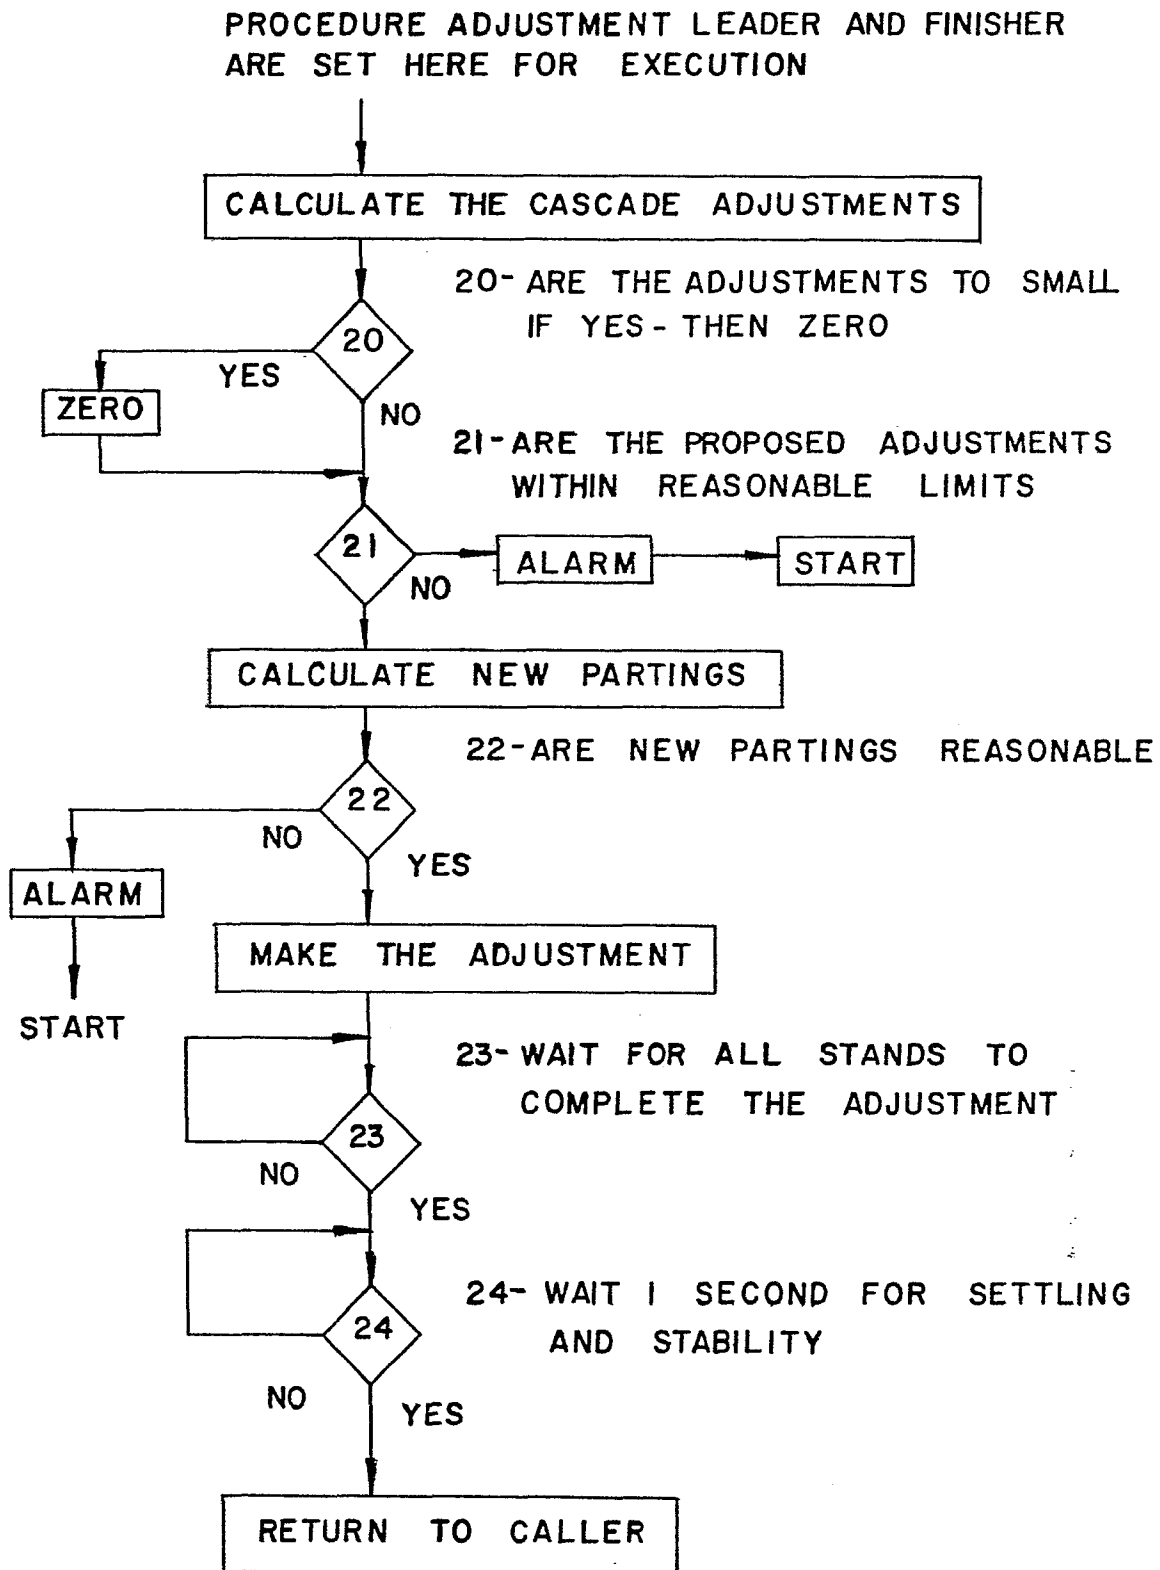 PROCEDURE ADJUSTMENT LEADER AND FINISHER
ARE SET HERE FOR EXECUTION
CALCULATE THE CASCADE ADJUSTMENTS
20- ARE THE ADJUSTMENTS TO SMALL
IF YES - THEN ZERO
20
YES
ZERO
NO
21- ARE THE PROPOSED ADJUSTMENTS
WITHIN REASONABLE LIMITS
21
NO
ALARM
START
CALCULATE NEW PARTINGS
22- ARE NEW PARTINGS REASONABLE
22
NO
YES
ALARM
START
MAKE THE ADJUSTMENT
23- WAIT FOR ALL STANDS TO
COMPLETE THE ADJUSTMENT
23
NO
YES
24- WAIT 1 SECOND FOR SETTLING
AND STABILITY
24
NO
YES
RETURN TO CALLER